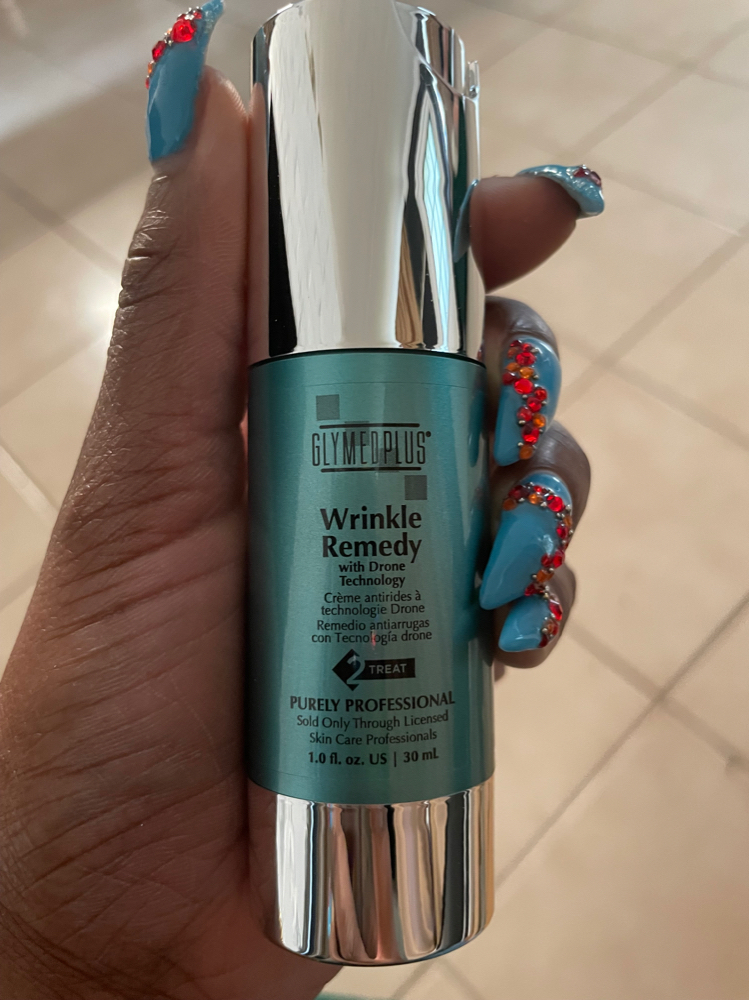 GLYMEDPLUS®
Wrinkle
Remedy
with Drone
Technology
Crème antirides à
technologie Drone
Remedio antiarrugas
con Tecnología drone
2 TREAT
PURELY PROFESSIONAL
Sold Only Through Licensed
Skin Care Professionals
1.0 fl. oz. US | 30 mL